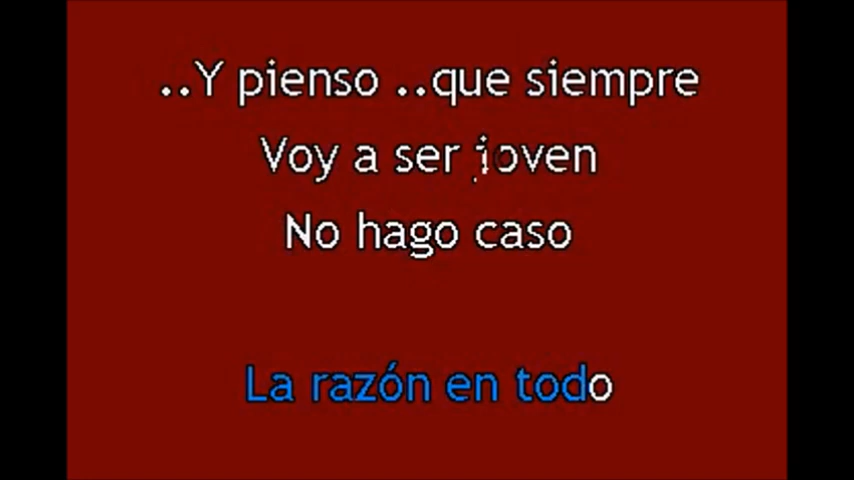 ..Y pienso ..que siempre
Voy a ser joven
No hago caso
La razón en todo